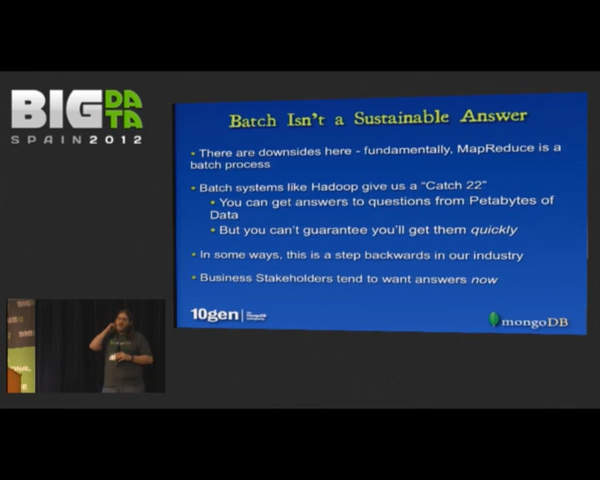 BIG DATA
SPAIN 2012
Batch Isn't a Sustainable Answer
• There are downsides here - fundamentally, MapReduce is a
batch process
• Batch systems like Hadoop give us a “Catch 22”
• You can get answers to questions from Petabytes of
Data
• But you can't guarantee you'll get them quickly
• In some ways, this is a step backwards in our industry
• Business Stakeholders tend to want answers now
10gen
mongoDB